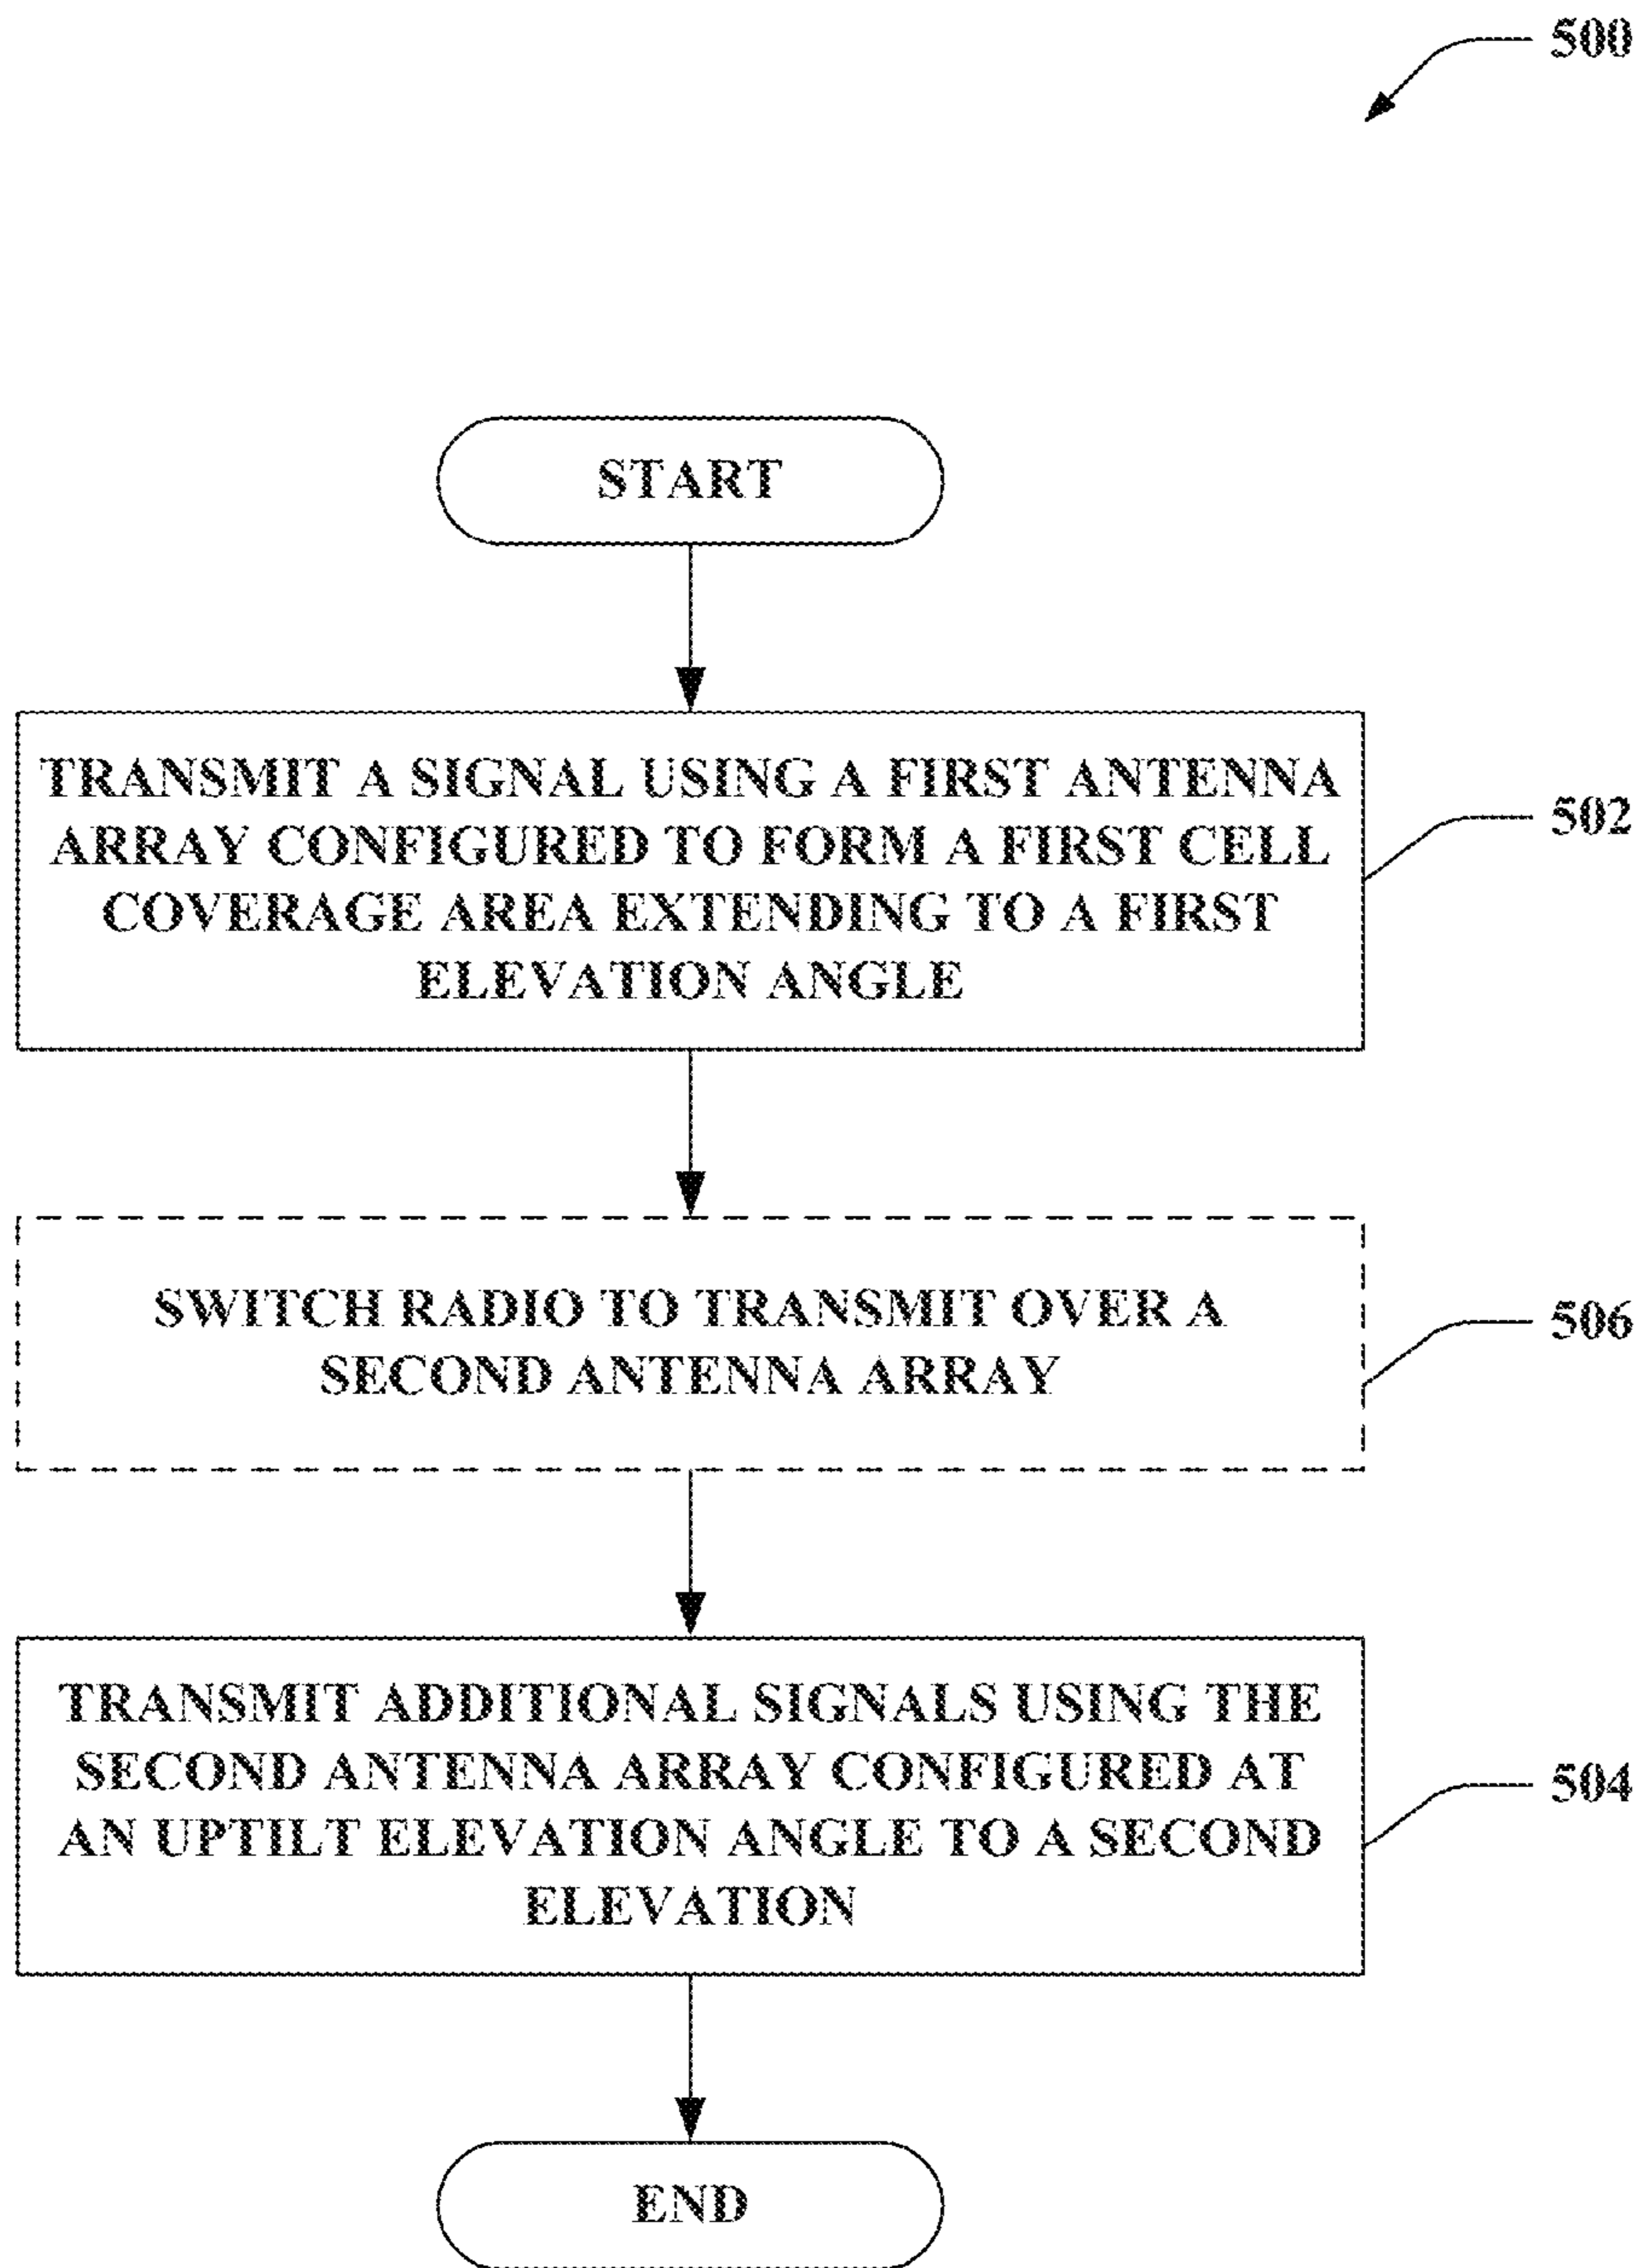 500
START
TRANSMIT A SIGNAL USING A FIRST ANTENNA
ARRAY CONFIGURED TO FORM A FIRST CELL
COVERAGE AREA EXTENDING TO A FIRST
ELEVATION ANGLE
502
SWITCH RADIO TO TRANSMIT OVER A
SECOND ANTENNA ARRAY
506
TRANSMIT ADDITIONAL SIGNALS USING THE
SECOND ANTENNA ARRAY CONFIGURED AT
AN UPTILT ELEVATION ANGLE TO A SECOND
ELEVATION
504
END